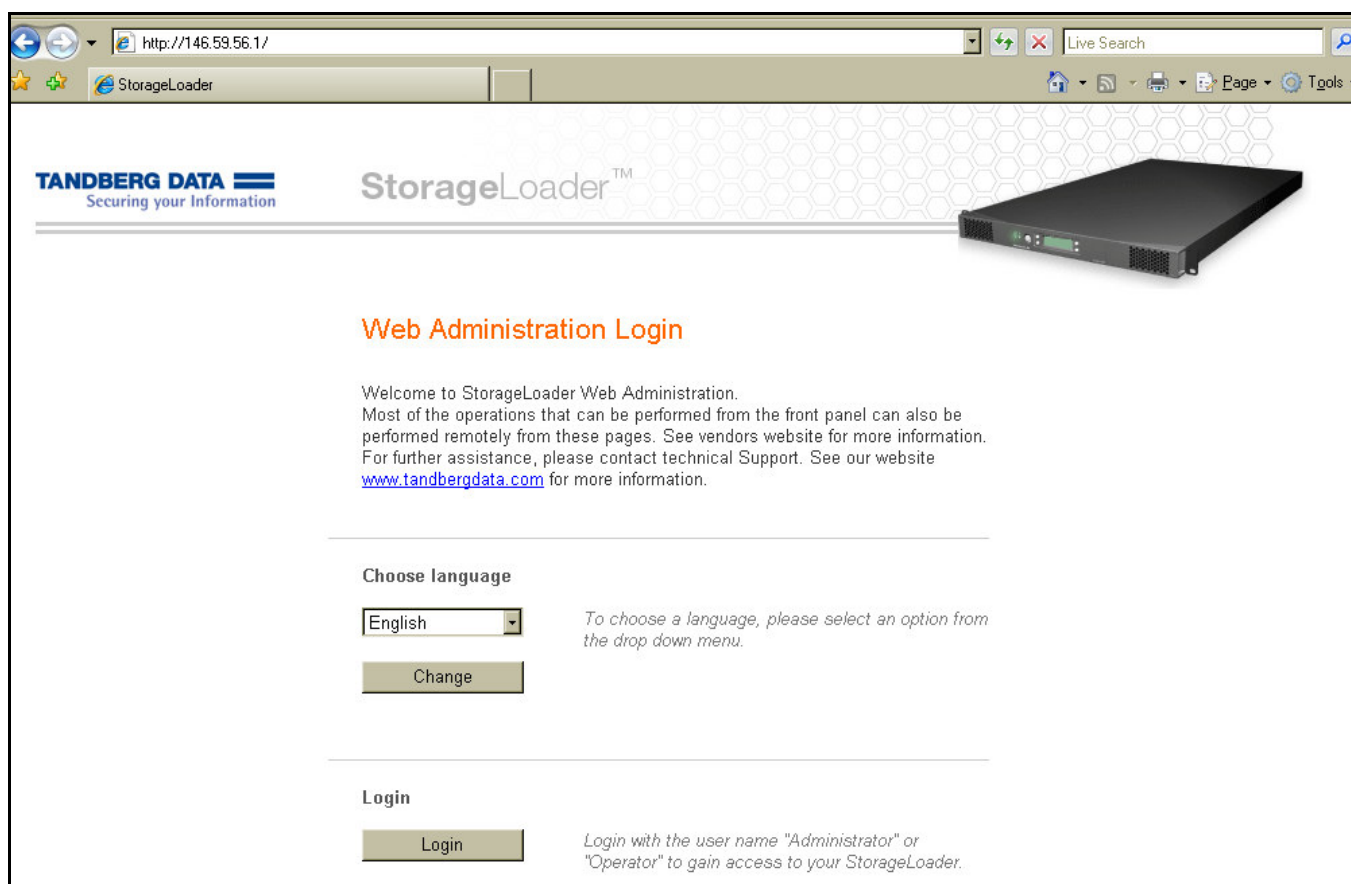 http://146.59.56.1/
Live Search
StorageLoader
Page
Tools
TANDBERG DATA
Securing your Information
StorageLoader™
Web Administration Login
Welcome to StorageLoader Web Administration.
Most of the operations that can be performed from the front panel can also be
performed remotely from these pages. See vendors website for more information.
For further assistance, please contact technical Support. See our website
www.tandbergdata.com for more information.
Choose language
English
To choose a language, please select an option from
the drop down menu.
Change
Login
Login
Login with the user name "Administrator" or
"Operator" to gain access to your StorageLoader.